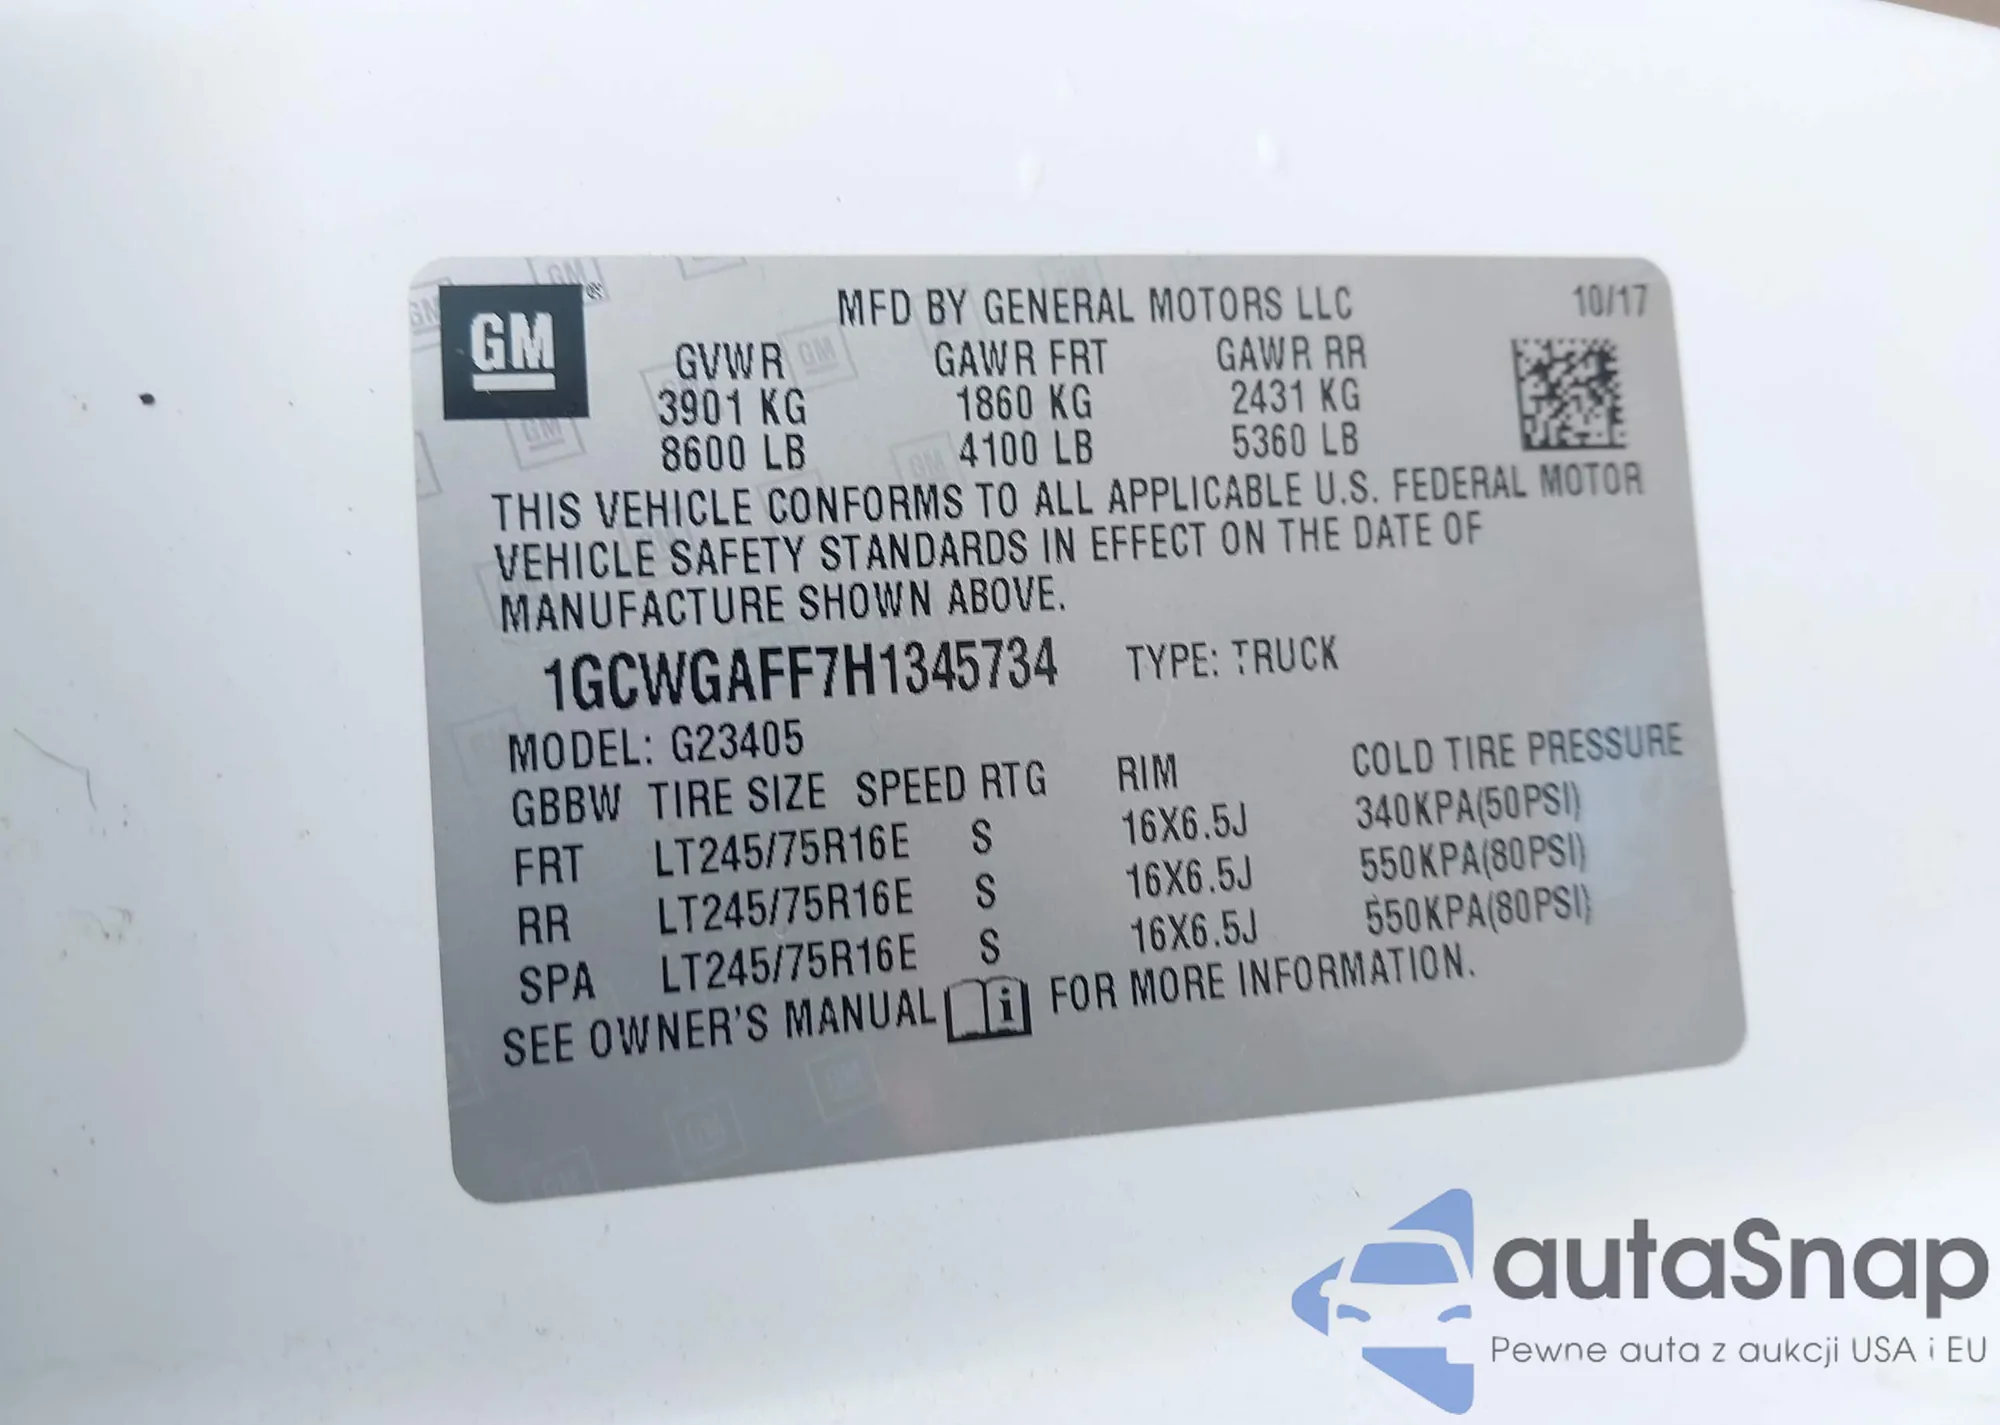 GM ®
MFD BY GENERAL MOTORS LLC 10/17
GVWR GAWR FRT GAWR RR
3901 KG 1860 KG 2431 KG
8600 LB 4100 LB 5360 LB
THIS VEHICLE CONFORMS TO ALL APPLICABLE U.S. FEDERAL MOTOR
VEHICLE SAFETY STANDARDS IN EFFECT ON THE DATE OF
MANUFACTURE SHOWN ABOVE.
1GCWGAFF7H1345734 TYPE: TRUCK
MODEL: G23405
GBBW TIRE SIZE SPEED RTG RIM COLD TIRE PRESSURE
FRT LT245/75R16E S 16X6.5J 340KPA(50PSI)
RR LT245/75R16E S 16X6.5J 550KPA(80PSI)
SPA LT245/75R16E S 16X6.5J 550KPA(80PSI)
SEE OWNER'S MANUAL i FOR MORE INFORMATION.
autaSnap
Pewne auta z aukcji USA i EU